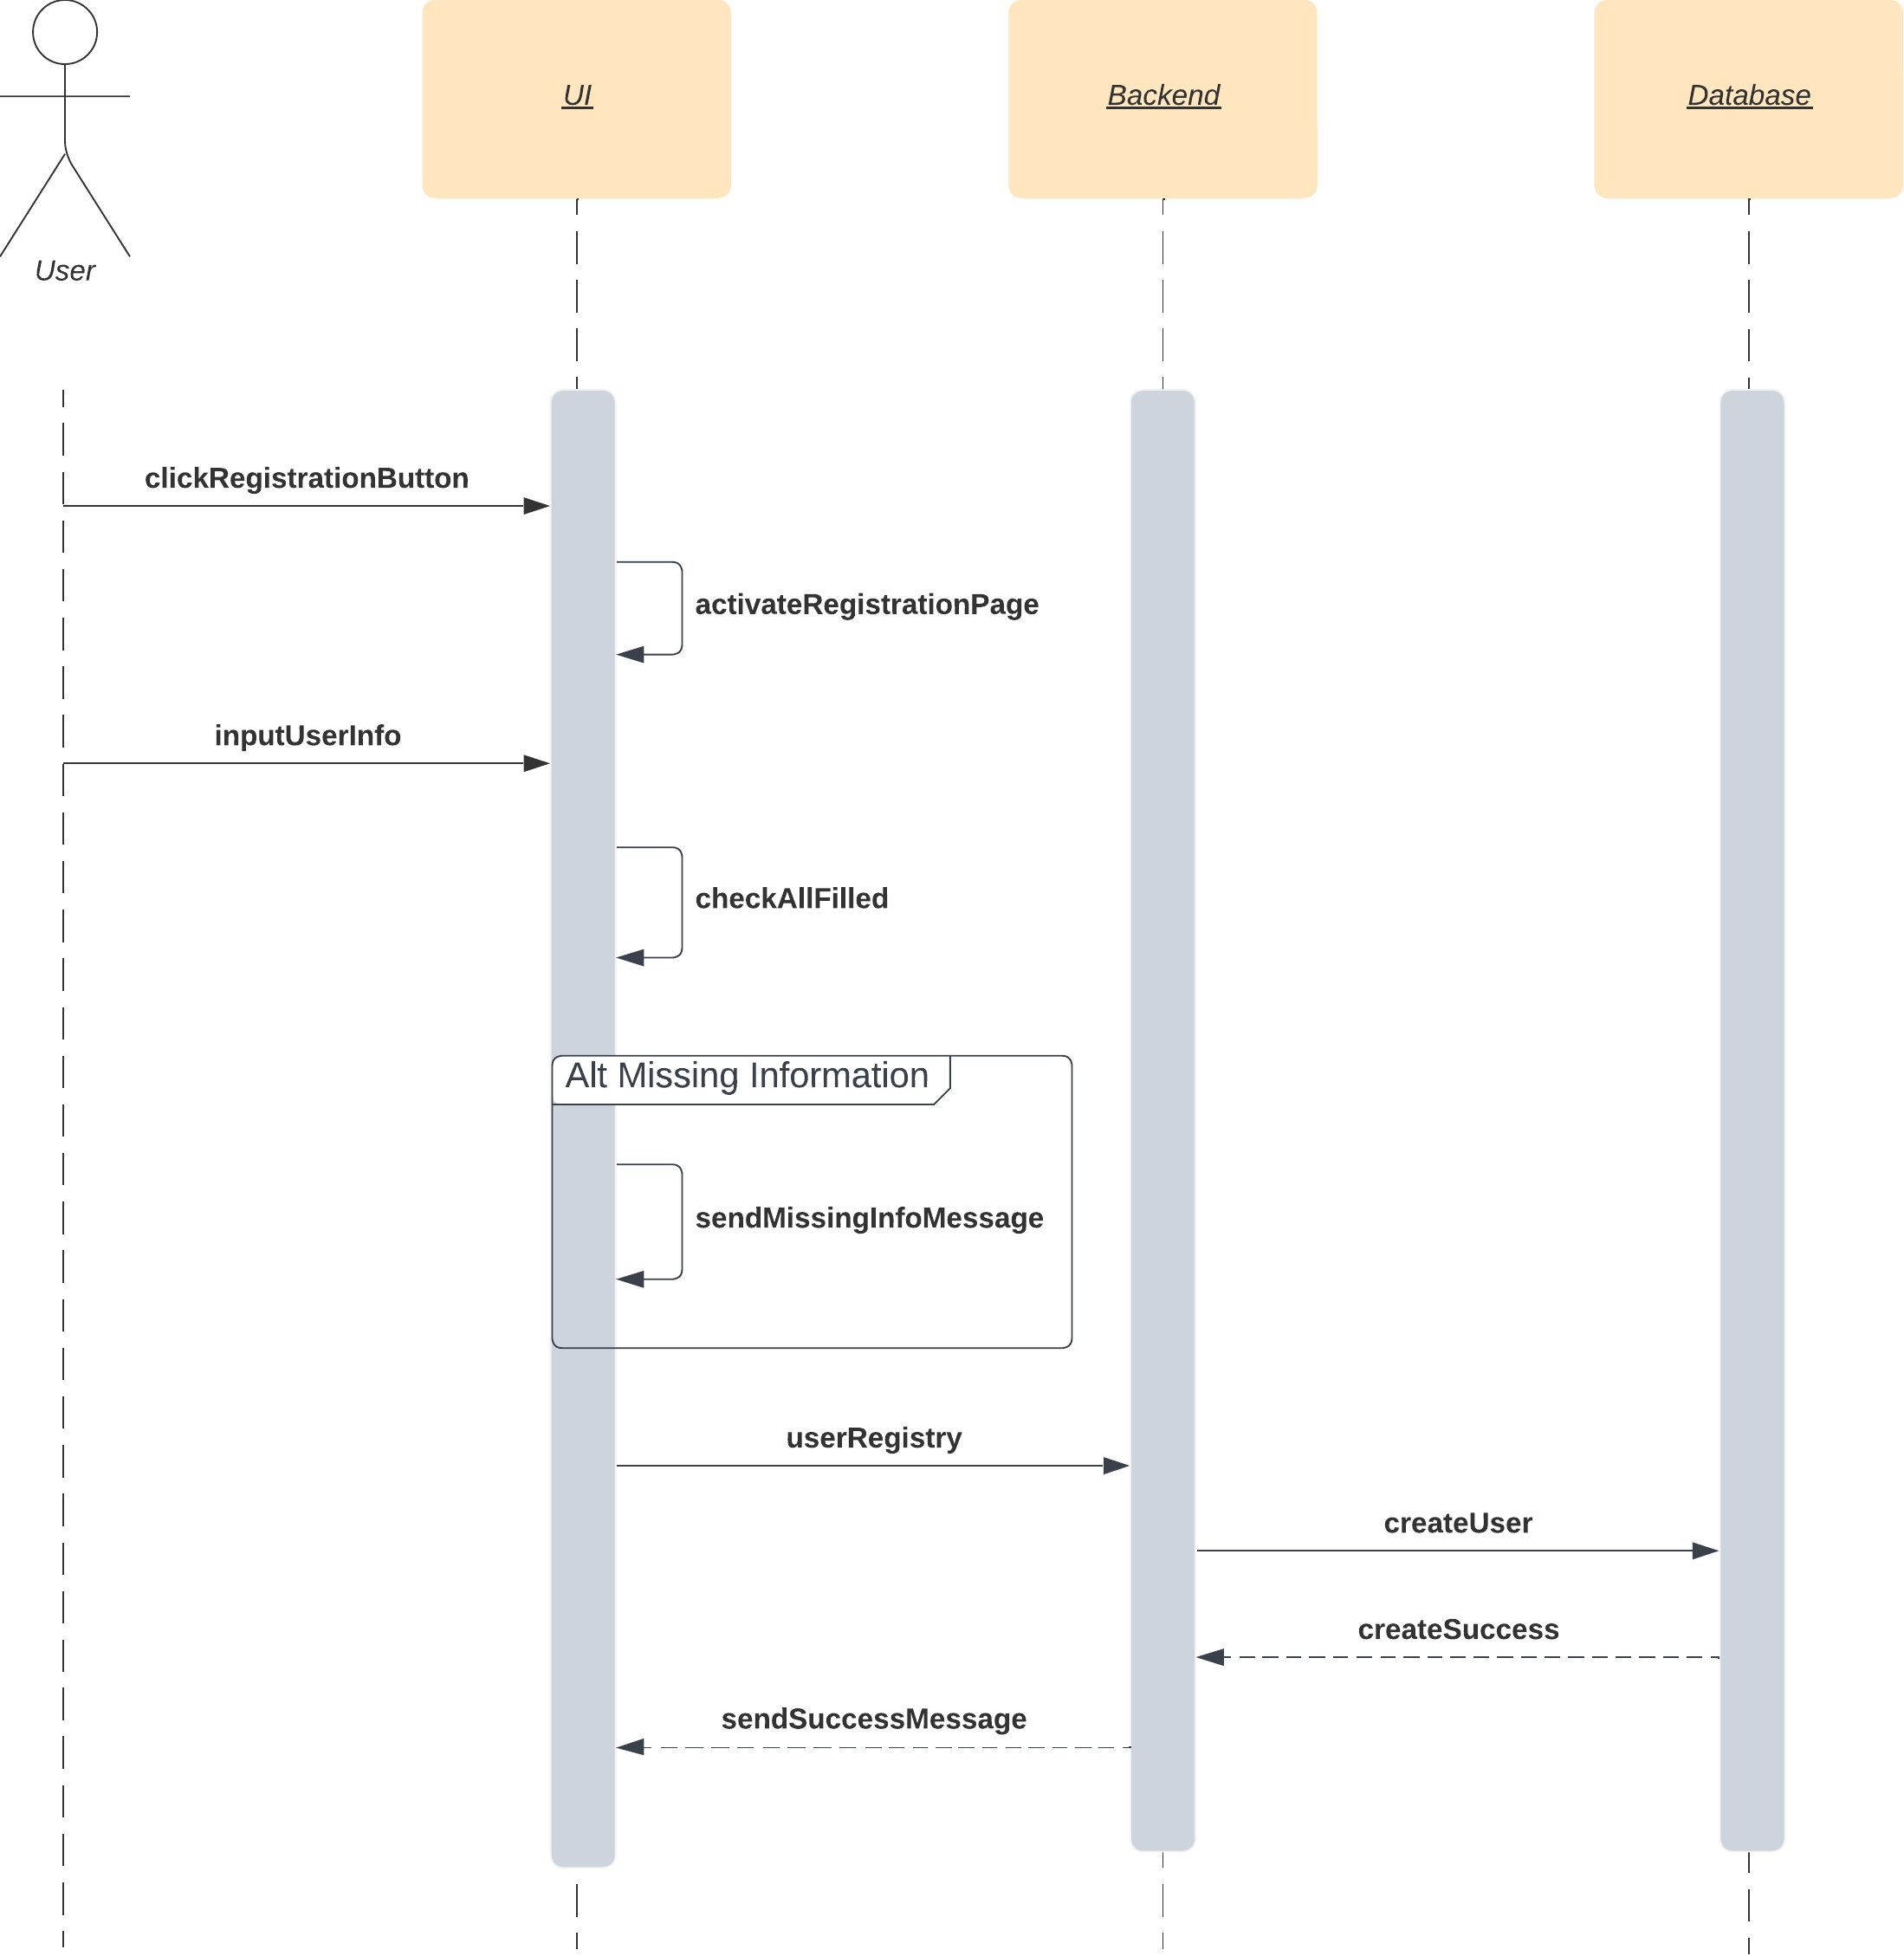 UI
Backend
Database
User
clickRegistrationButton
activateRegistrationPage
inputUserInfo
checkAllFilled
Alt Missing Information
sendMissingInfoMessage
userRegistry
createUser
createSuccess
sendSuccessMessage